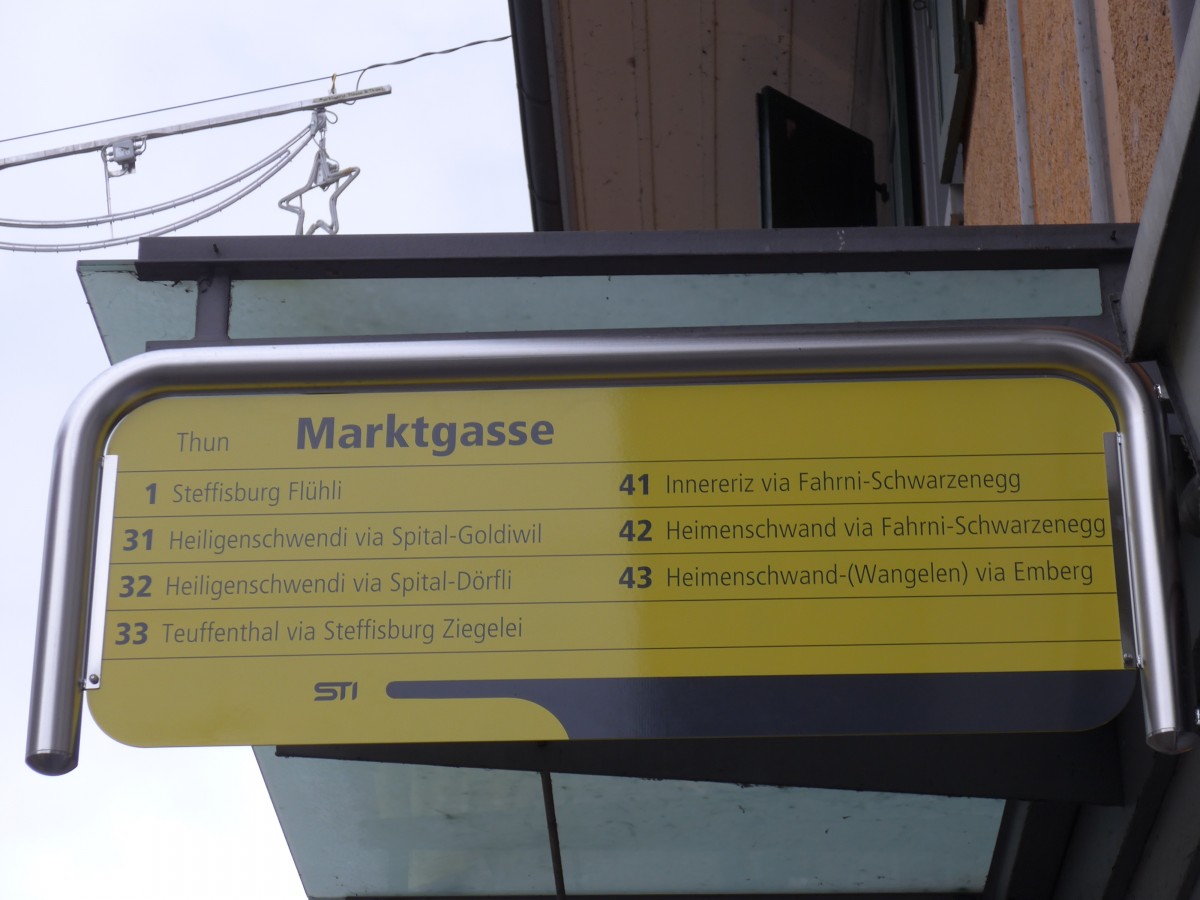 Thun Marktgasse
1 Steffisburg Flühli
31 Heiligenschwendi via Spital-Goldiwil
32 Heiligenschwendi via Spital-Dörfli
33 Teuffenthal via Steffisburg Ziegelei
41 Innereriz via Fahrni-Schwarzenegg
42 Heimenschwand via Fahrni-Schwarzenegg
43 Heimenschwand-(Wangelen) via Emberg
STI